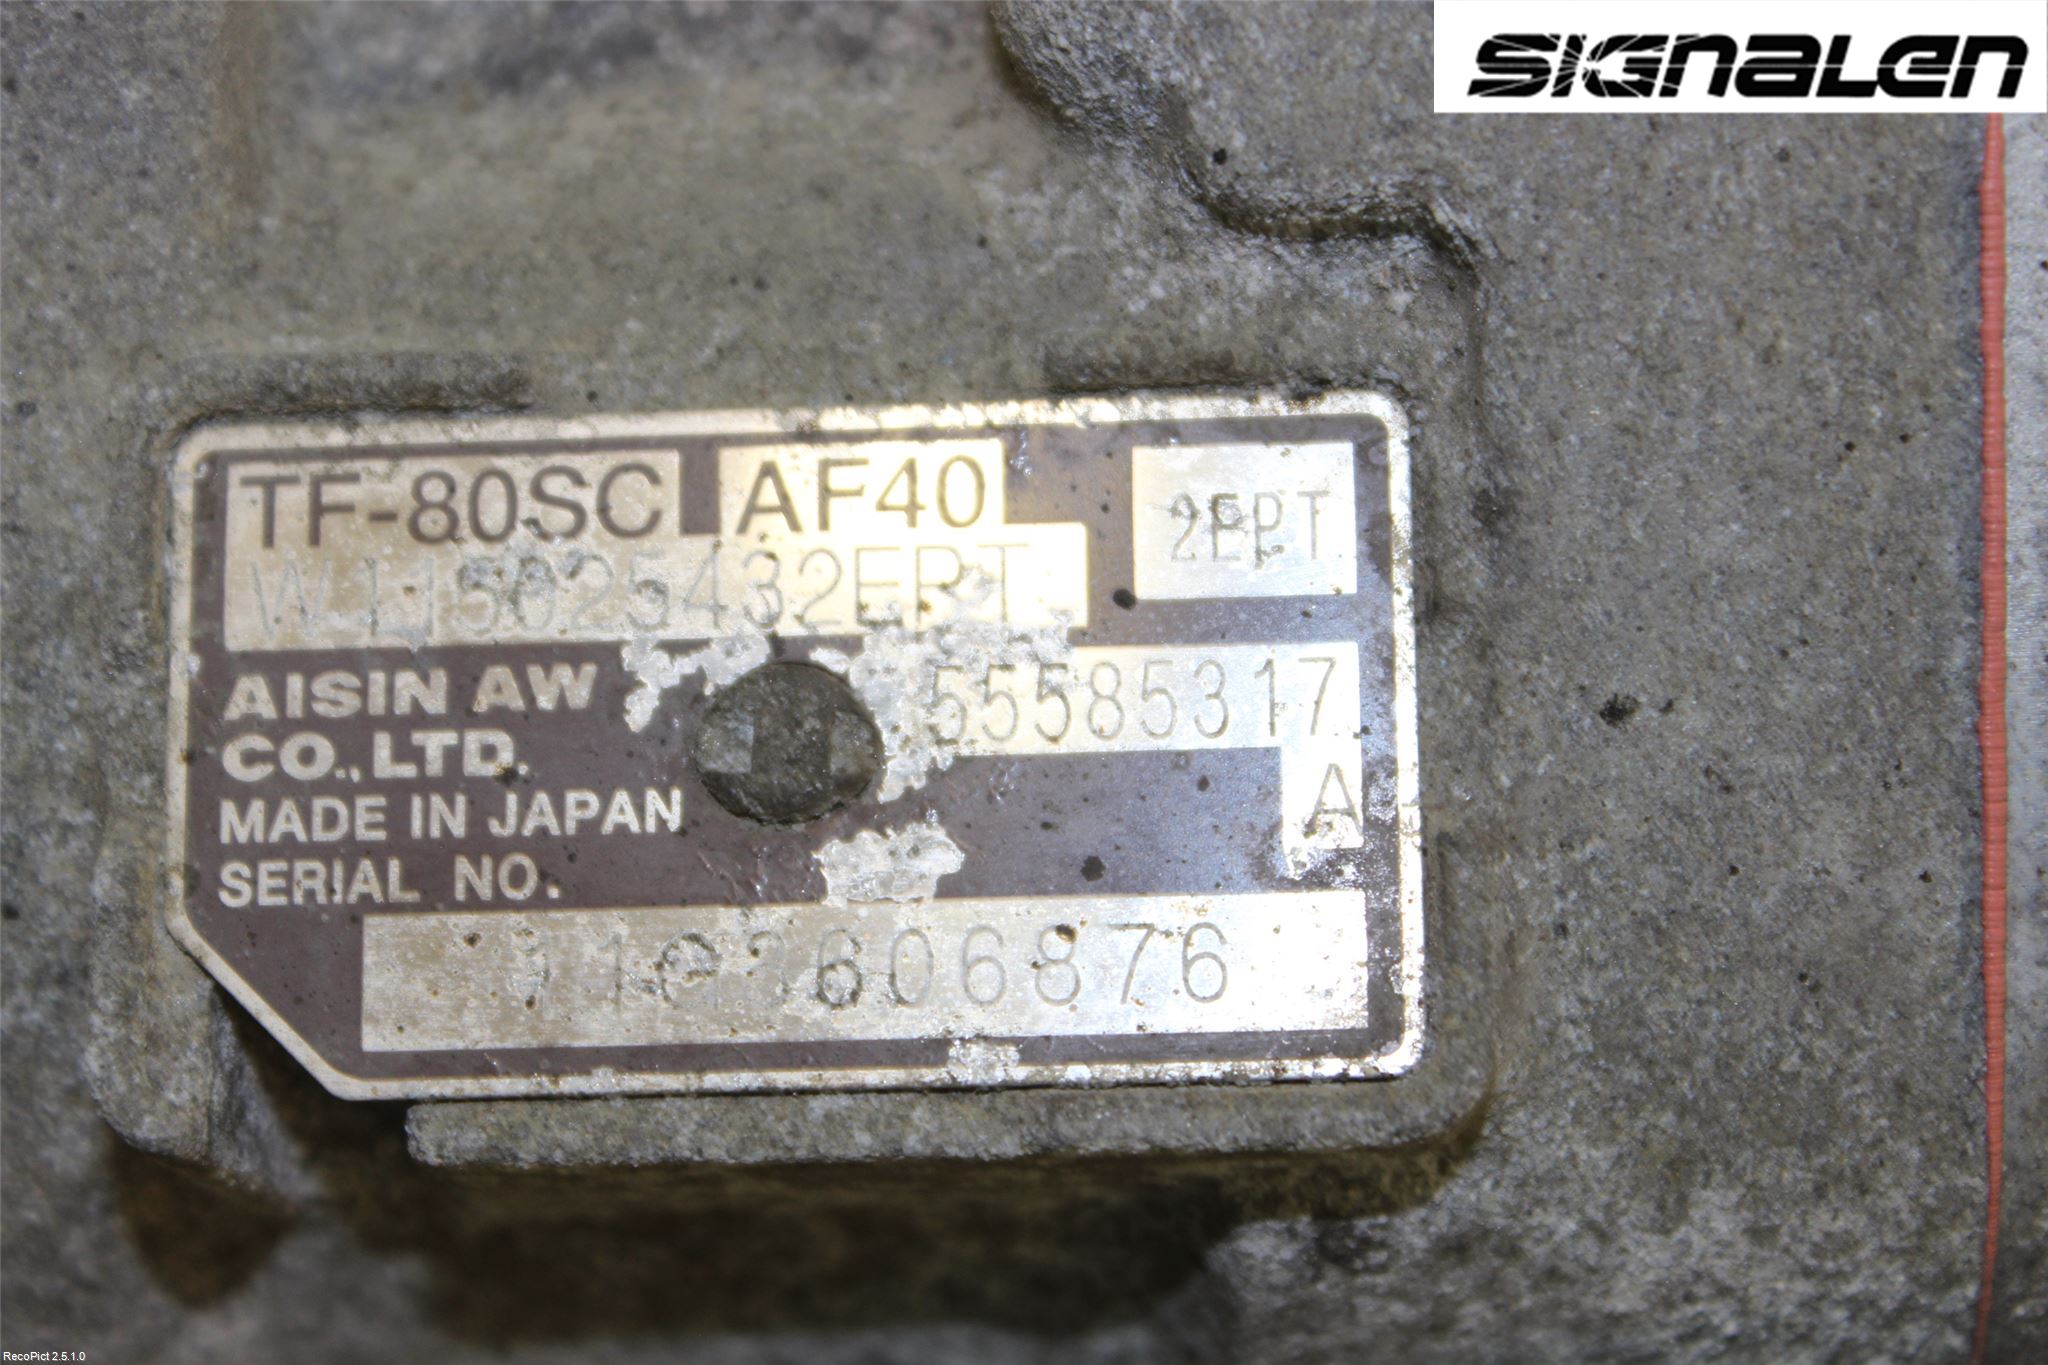 SIGNALEN
TF-80SC AF40
2EPT
W115025432EPT
AISIN AW
CO., LTD.
55585317
A
MADE IN JAPAN
SERIAL NO.
RecoPict 2.5.1.0